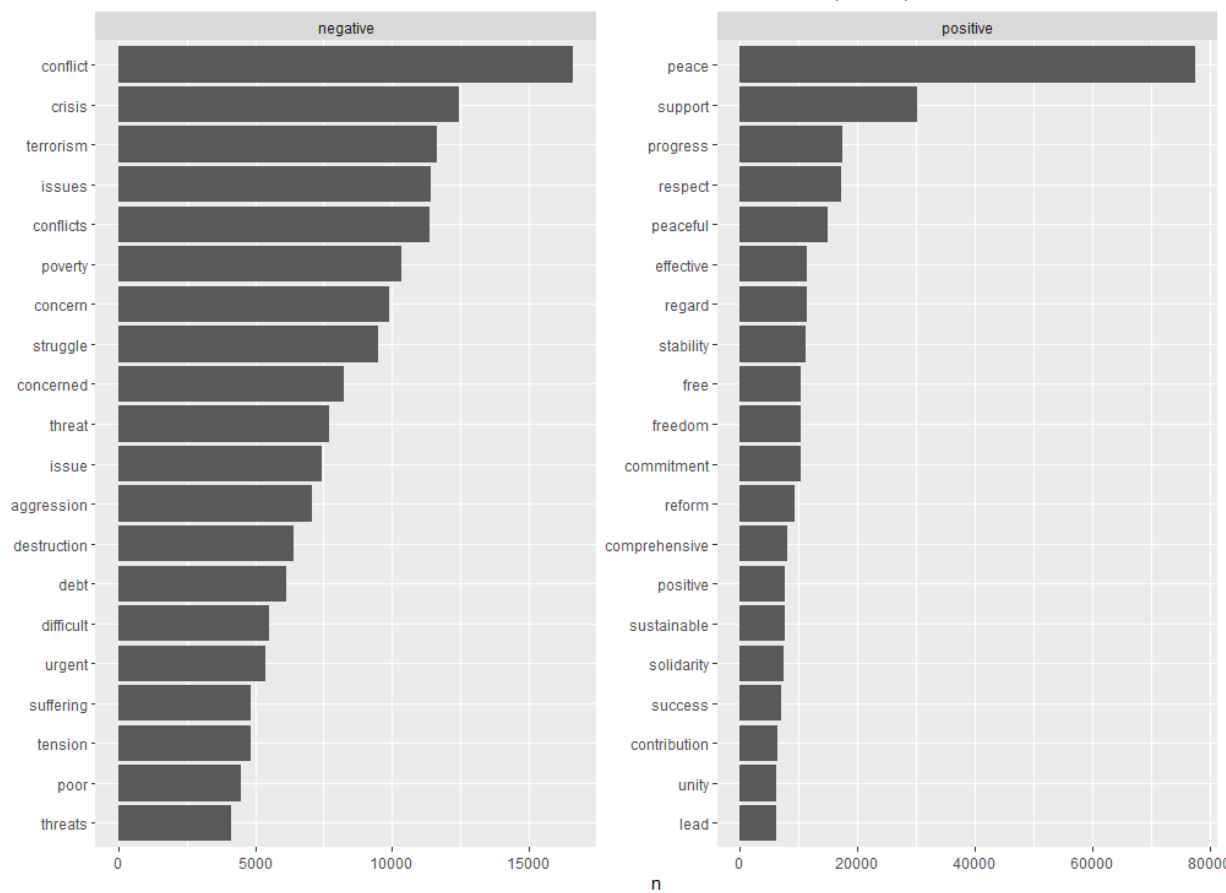 negative
conflict
crisis
terrorism
issues
conflicts
poverty
concern
struggle
concerned
threat
issue
aggression
destruction
debt
difficult
urgent
suffering
tension
poor
threats
0 5000 10000 15000
positive
peace
support
progress
respect
peaceful
effective
regard
stability
free
freedom
commitment
reform
comprehensive
positive
sustainable
solidarity
success
contribution
unity
lead
0 20000 40000 60000 80000
n